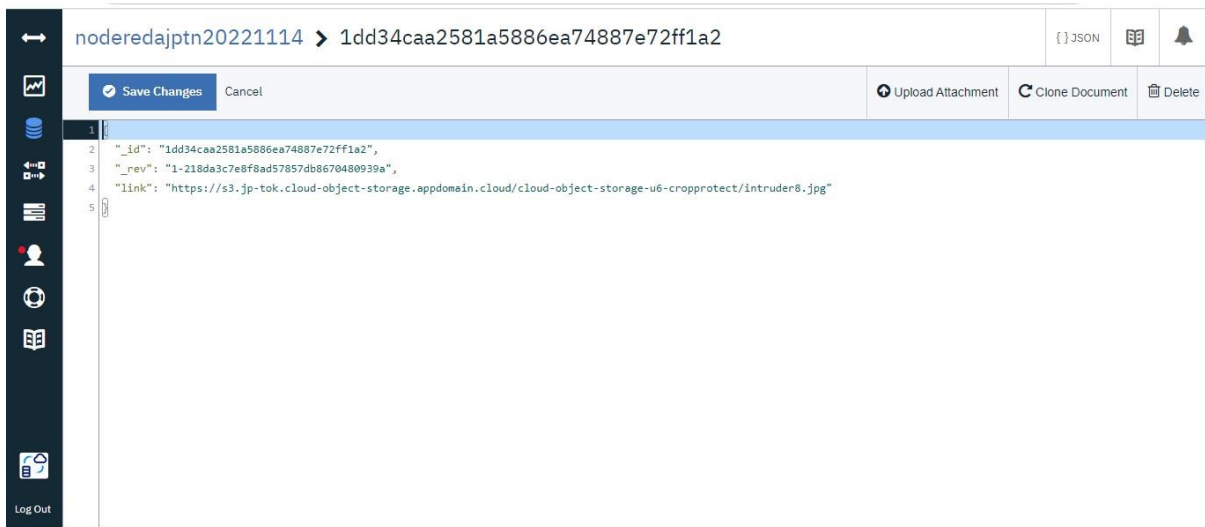 noderedajptn20221114 > 1dd34caa2581a5886ea74887e72ff1a2
{ } JSON
Save Changes
Cancel
Upload Attachment
Clone Document
Delete
1 {
2 "_id": "1dd34caa2581a5886ea74887e72ff1a2",
3 "_rev": "1-218da3c7e8f8ad57857db8670480939a",
4 "link": "https://s3.jp-tok.cloud-object-storage.appdomain.cloud/cloud-object-storage-u6-cropprotect/intruder8.jpg"
5 }
Log Out